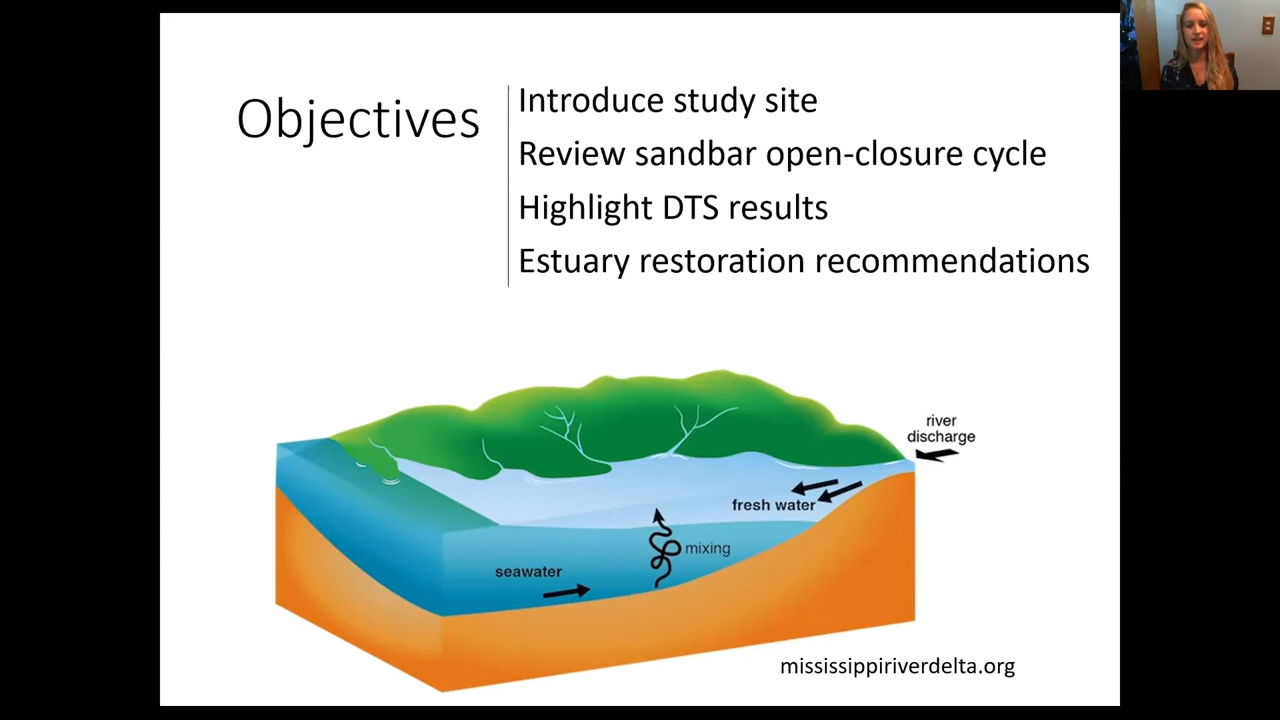 Objectives
Introduce study site
Review sandbar open-closure cycle
Highlight DTS results
Estuary restoration recommendations
river
discharge
fresh water
mixing
seawater
mississippiriverdelta.org